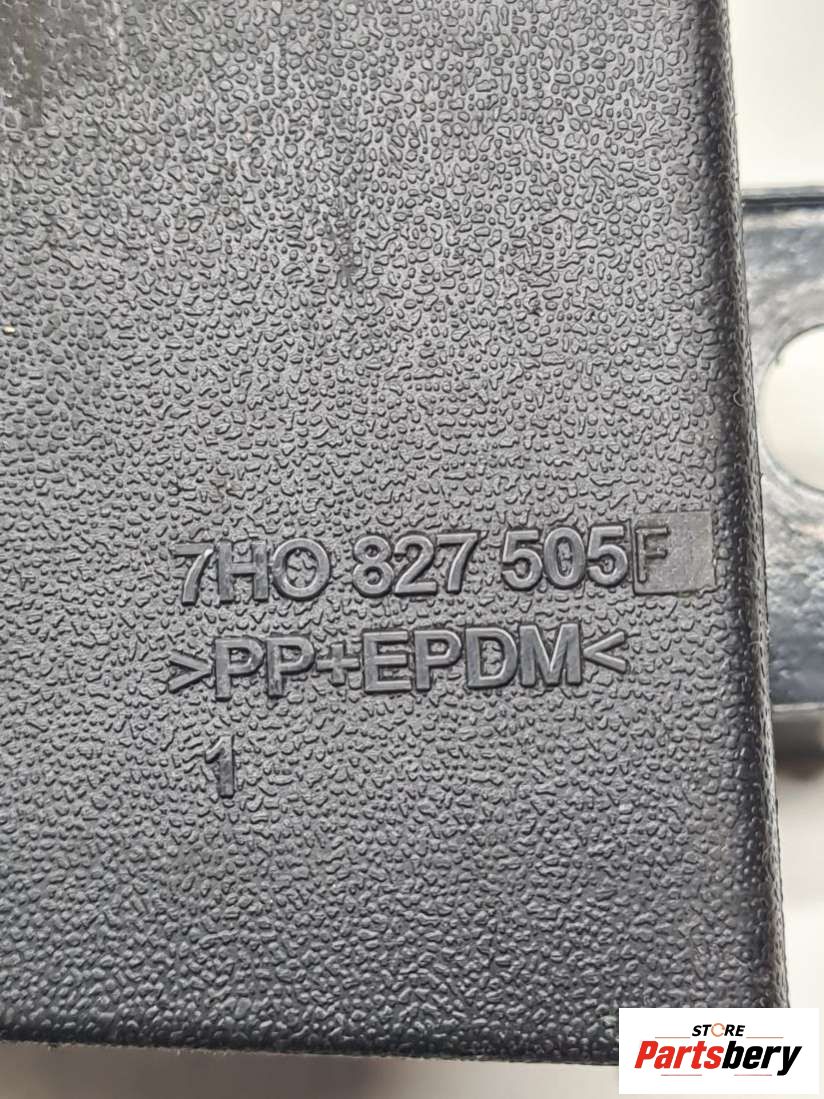 7HO 827 505F
>PP+EPDM<
1
STORE
Partsbery